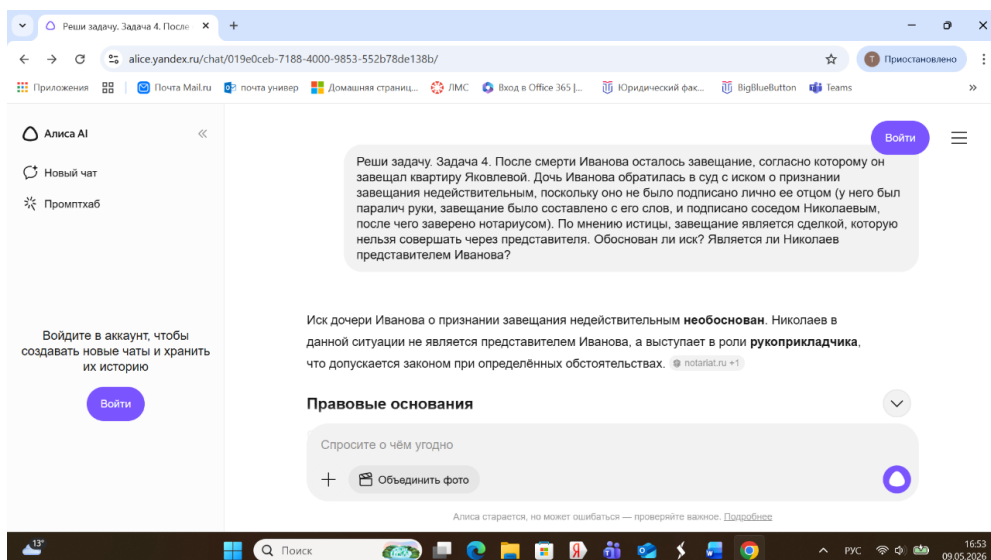 Реши задачу. Задача 4. После
alice.yandex.ru/chat/019e0ceb-7188-4000-9853-552b78de138b/
T Приостановлено
Приложения Почта Mail.ru почта универ Домашняя страниц... ЛМС Вход в Office 365 |... Юридический фак... BigBlueButton Teams
Алиса AI
Новый чат
Промптхаб
Войдите в аккаунт, чтобы
создавать новые чаты и хранить
их историю
Войти
Войти
Реши задачу. Задача 4. После смерти Иванова осталось завещание, согласно которому он
завещал квартиру Яковлевой. Дочь Иванова обратилась в суд с иском о признании
завещания недействительным, поскольку оно не было подписано лично ее отцом (у него был
паралич руки, завещание было составлено с его слов, и подписано соседом Николаевым,
после чего заверено нотариусом). По мнению истицы, завещание является сделкой, которую
нельзя совершать через представителя. Обоснован ли иск? Является ли Николаев
представителем Иванова?
Иск дочери Иванова о признании завещания недействительным необоснован. Николаев в
данной ситуации не является представителем Иванова, а выступает в роли рукоприкладчика,
что допускается законом при определённых обстоятельствах. notariat.ru +1
Правовые основания
Спросите о чём угодно
Объединить фото
Алиса старается, но может ошибаться — проверяйте важное. Подробнее
13°
Поиск
РУС
16:53
09.05.2026